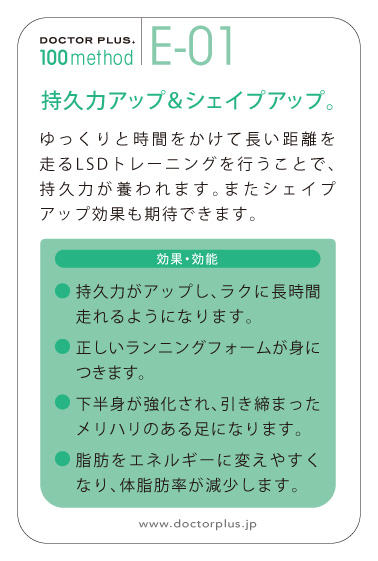 DOCTOR PLUS.
100method
E-01
持久力アップ&シェイプアップ。
ゆっくりと時間をかけて長い距離を
走るLSDトレーニングを行うことで、
持久力が養われます。またシェイプ
アップ効果も期待できます。
効果・効能
● 持久力がアップし、ラクに長時間
走れるようになります。
● 正しいランニングフォームが身に
つきます。
● 下半身が強化され、引き締まった
メリハリのある足になります。
● 脂肪をエネルギーに変えやすく
なり、体脂肪率が減少します。
www.doctorplus.jp